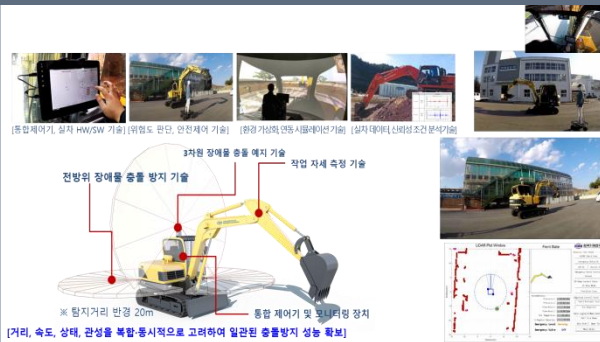 [통합제어기, 실차 HW/SW 기술]
[위험도 판단, 안전제어 기술]
[환경 가상화, 연동 시뮬레이션 기술]
[실차 데이터, 신뢰성 조건 분석기술]
3차원 장애물 충돌 예지 기술
작업 자세 측정 기술
전방위 장애물 충돌 방지 기술
※ 탐지거리 반경 20m
통합 제어기 및 모니터링 장치
[거리, 속도, 상태, 관성을 복합·동시적으로 고려하여 일관된 충돌방지 성능 확보]
LIDAR Plot Window